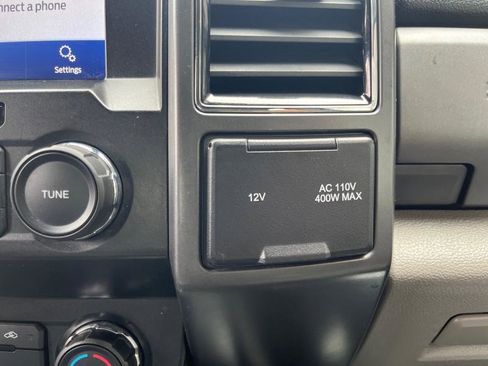 nnect a phone
Settings
TUNE
12V
AC 110V
400W MAX